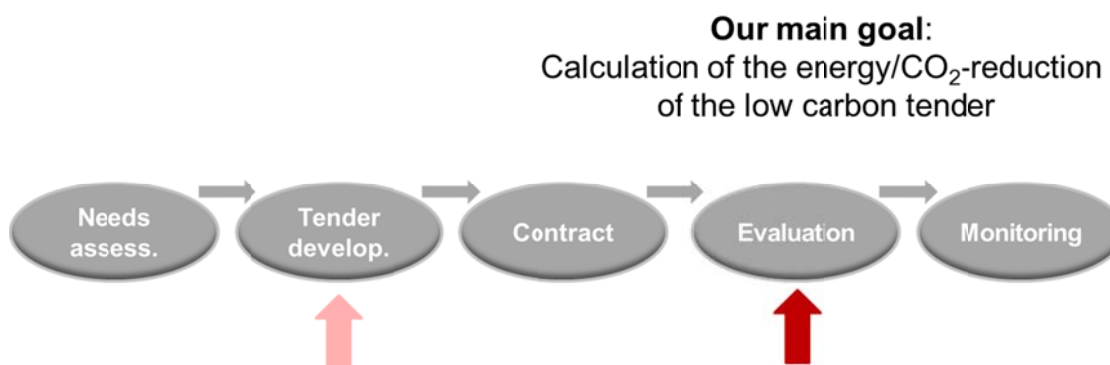 Our main goal:
Calculation of the energy/CO₂-reduction
of the low carbon tender
Needs
assess.
Tender
develop.
Contract
Evaluation
Monitoring